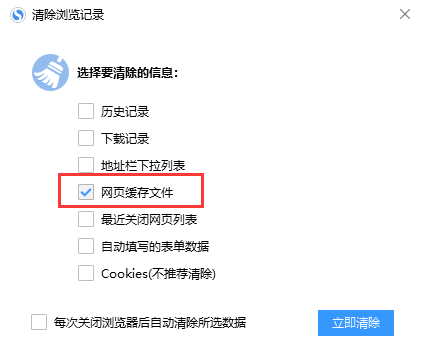 清除浏览记录
选择要清除的信息：
历史记录
下载记录
地址栏下拉列表
网页缓存文件
最近关闭网页列表
自动填写的表单数据
Cookies(不推荐清除)
每次关闭浏览器后自动清除所选数据
立即清除